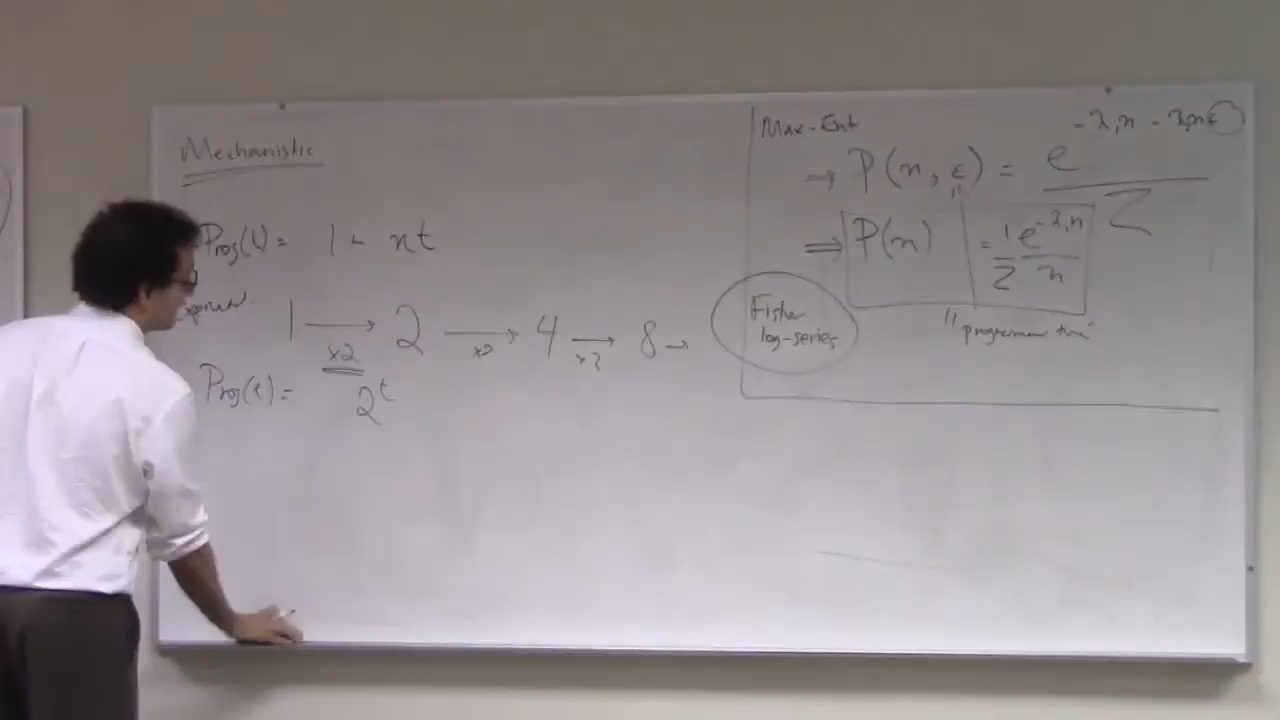 Mechanistic
Prog(t) = 1 + xt
1 → 2 → 4 → 8 →
×2 ×2 ×2
Prog(t) = 2^t
Max-Ent
⇒ P(n, ε) = e^{-λ₁n - λ₂nε} / Z
⇒ P(n) = 1/Z e^{-λ₁n} / n
Fisher
log-series
"programmer time"